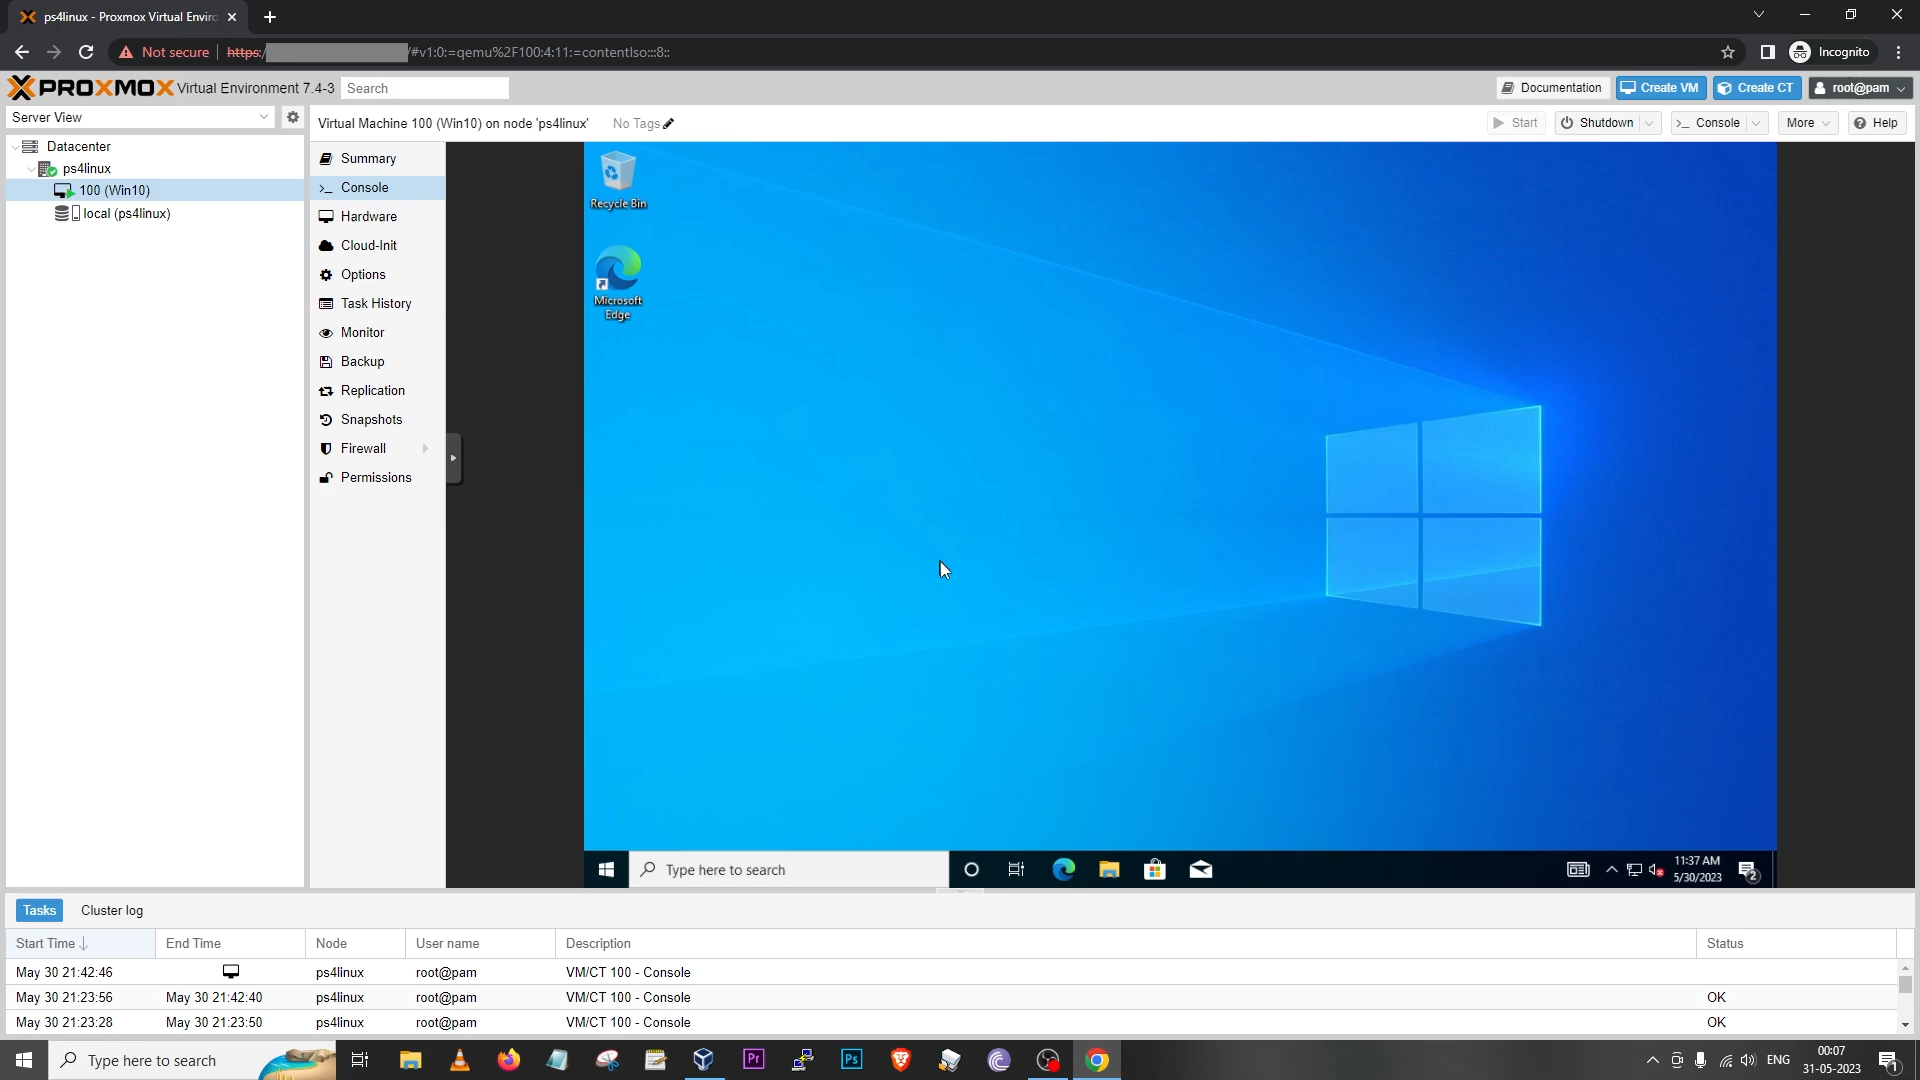 ps4linux - Proxmox Virtual Enviro
Not secure https:/ /#v1:0:=qemu%2F100:4:11:=contentIso:::8:: Incognito
PROXMOX Virtual Environment 7.4-3 Search Documentation Create VM Create CT root@pam
Server View
Virtual Machine 100 (Win10) on node 'ps4linux' No Tags Start Shutdown Console More Help
Datacenter
ps4linux
100 (Win10)
local (ps4linux)
Summary
Console
Hardware
Cloud-Init
Options
Task History
Monitor
Backup
Replication
Snapshots
Firewall
Permissions
Recycle Bin
Microsoft
Edge
Type here to search
11:37 AM
5/30/2023
2
Tasks Cluster log
Start Time End Time Node User name Description Status
May 30 21:42:46 ps4linux root@pam VM/CT 100 - Console
May 30 21:23:56 May 30 21:42:40 ps4linux root@pam VM/CT 100 - Console OK
May 30 21:23:28 May 30 21:23:50 ps4linux root@pam VM/CT 100 - Console OK
Type here to search
Pr
Ps
ENG
00:07
31-05-2023
1